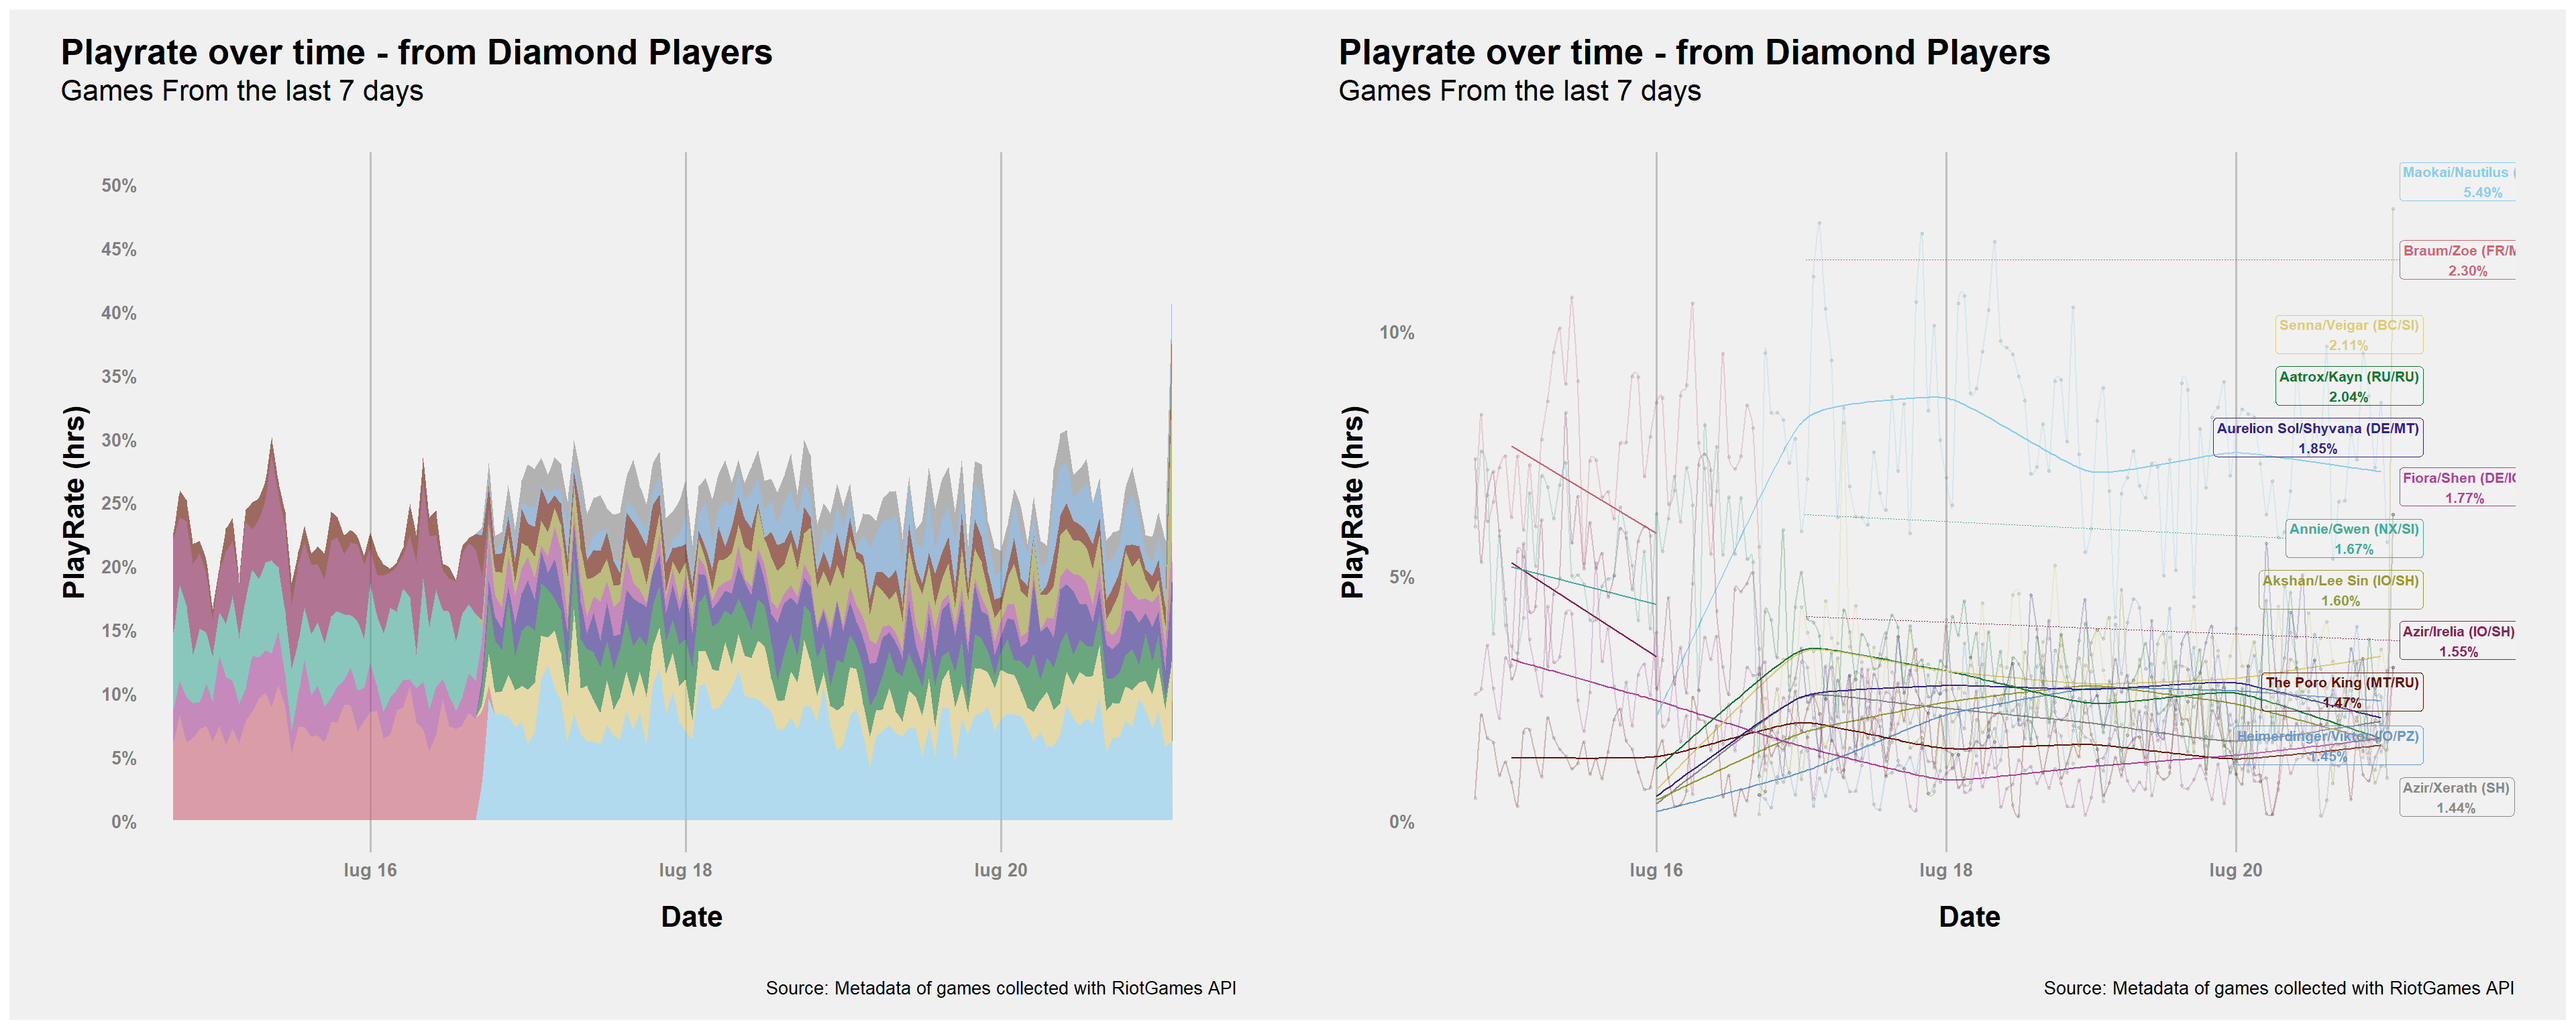 Playrate over time - from Diamond Players
Games From the last 7 days
PlayRate (hrs)
50%
45%
40%
35%
30%
25%
20%
15%
10%
5%
0%
lug 16
lug 18
lug 20
Date
Source: Metadata of games collected with RiotGames API
Playrate over time - from Diamond Players
Games From the last 7 days
PlayRate (hrs)
10%
5%
0%
Maokai/Nautilus (
5.49%
Braum/Zoe (FR/M
2.30%
Senna/Veigar (BC/SI)
2.11%
Aatrox/Kayn (RU/RU)
2.04%
Aurelion Sol/Shyvana (DE/MT)
1.85%
Fiora/Shen (DE/IO
1.77%
Annie/Gwen (NX/SI)
1.67%
Akshan/Lee Sin (IO/SH)
1.60%
Azir/Irelia (IO/SH)
1.55%
The Poro King (MT/RU)
1.47%
Heimerdinger/Viktor (IO/PZ)
1.45%
Azir/Xerath (SH)
1.44%
lug 16
lug 18
lug 20
Date
Source: Metadata of games collected with RiotGames API